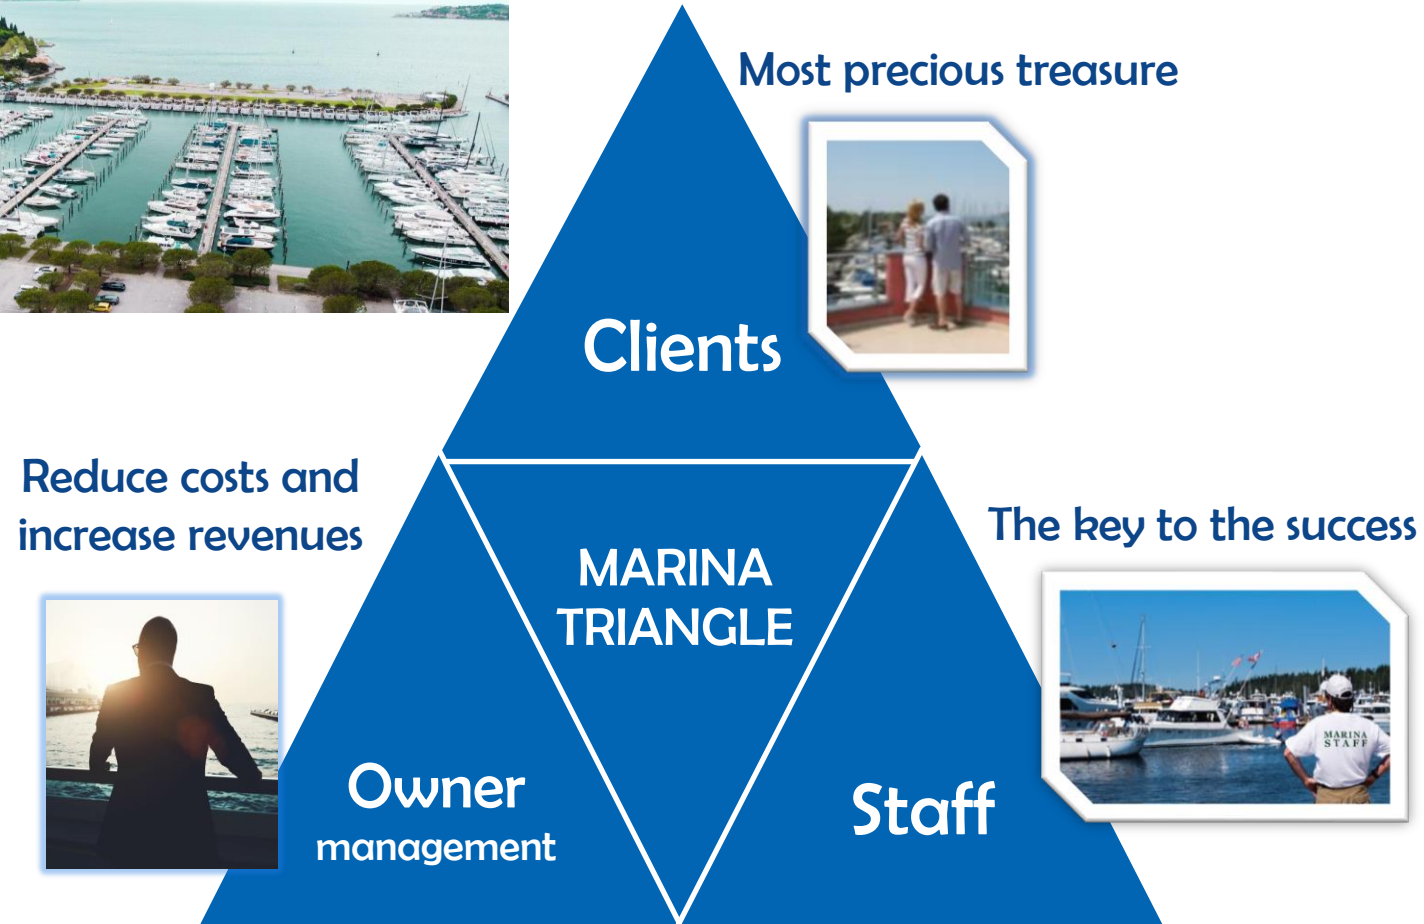 Most precious treasure
Clients
Reduce costs and
increase revenues
The key to the success
MARINA
TRIANGLE
MARINA
STAFF
Owner
management
Staff